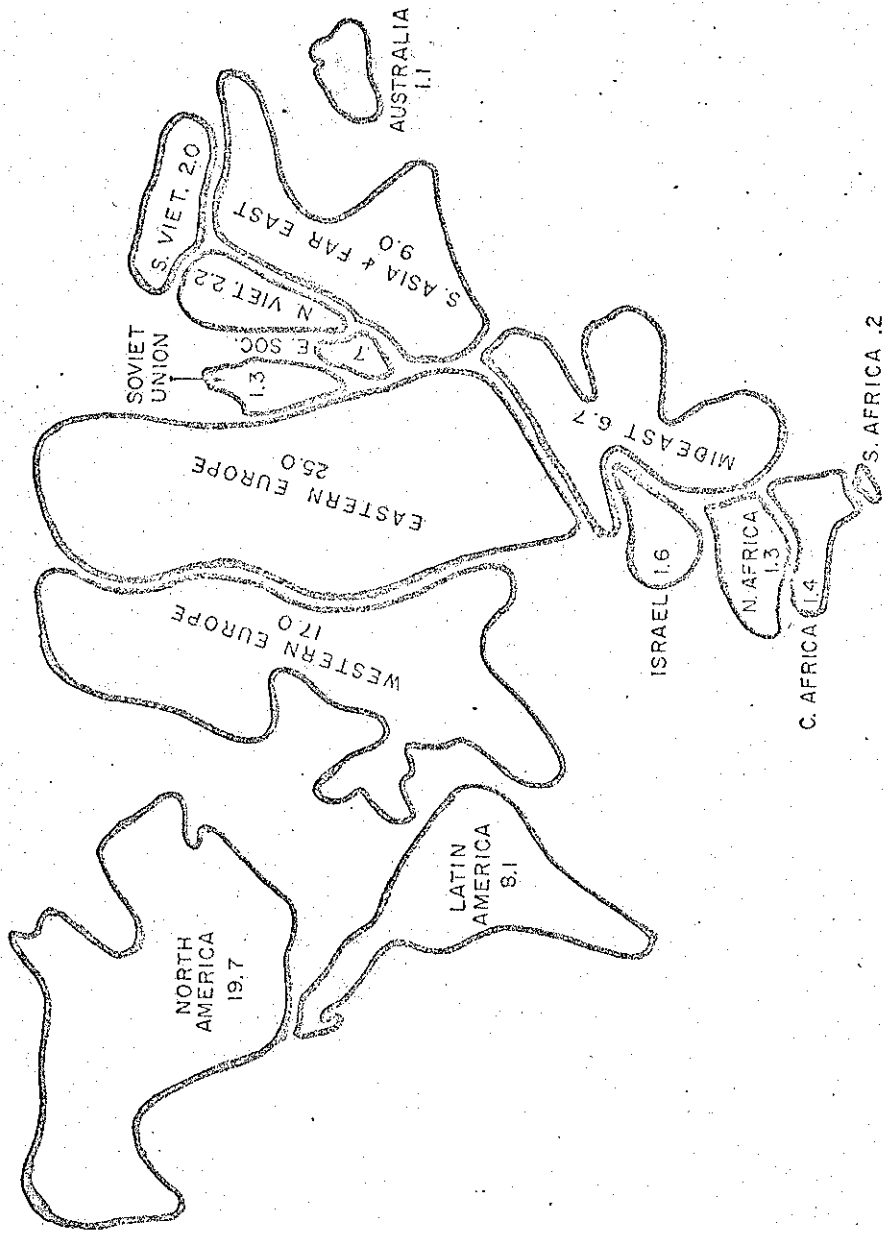 NORTH
AMERICA
19.7
LATIN
AMERICA
8.1
WESTERN EUROPE
17.0
EASTERN EUROPE
25.0
SOVIET
UNION
1.3
E. SOC.
.7
N. VIET. 2.2
S. VIET. 2.0
S. ASIA & FAR EAST
9.0
AUSTRALIA
1.1
MIDEAST 6.7
ISRAEL 1.6
N. AFRICA
1.3
C. AFRICA 1.4
S. AFRICA .2